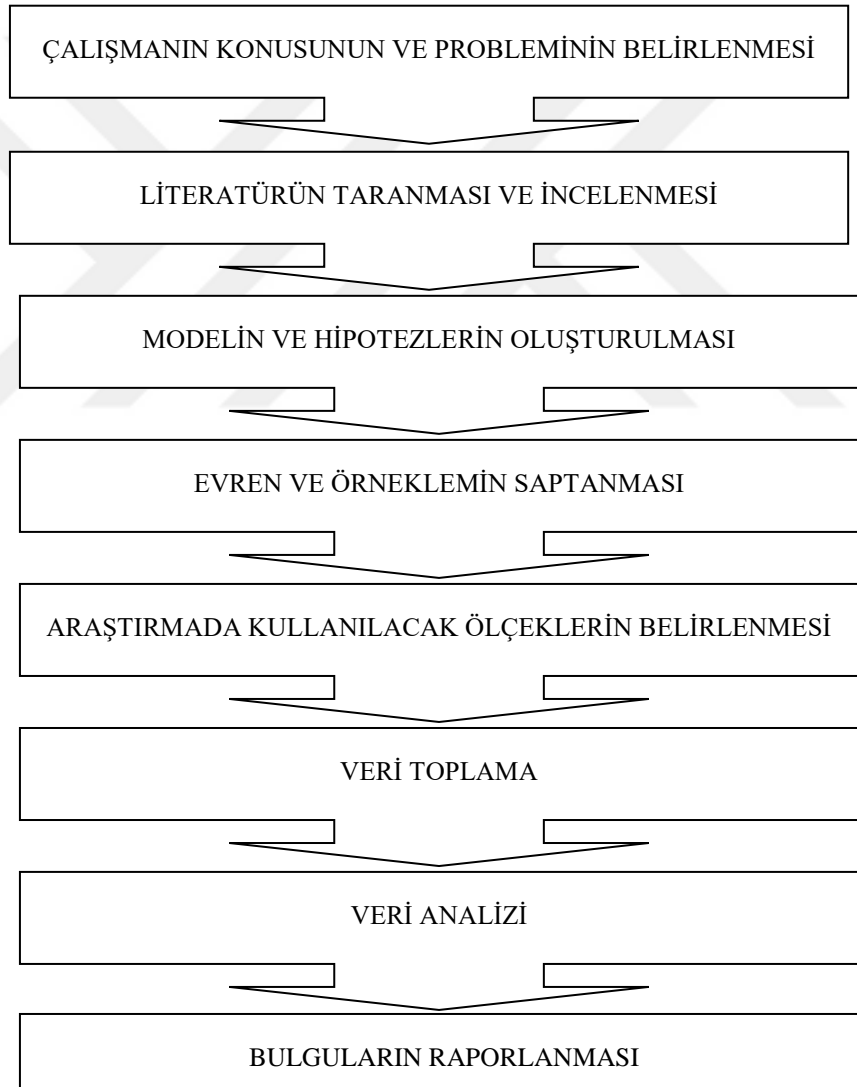 ÇALIŞMANIN KONUSUNUN VE PROBLEMİNİN BELİRLENMESİ
LİTERATÜRÜN TARANMASI VE İNCELENMESİ
MODELİN VE HİPOTEZLERİN OLUŞTURULMASI
EVREN VE ÖRNEKLEMİN SAPTANMASI
ARAŞTIRMADA KULLANILACAK ÖLÇEKLERİN BELİRLENMESİ
VERİ TOPLAMA
VERİ ANALİZİ
BULGULARIN RAPORLANMASI